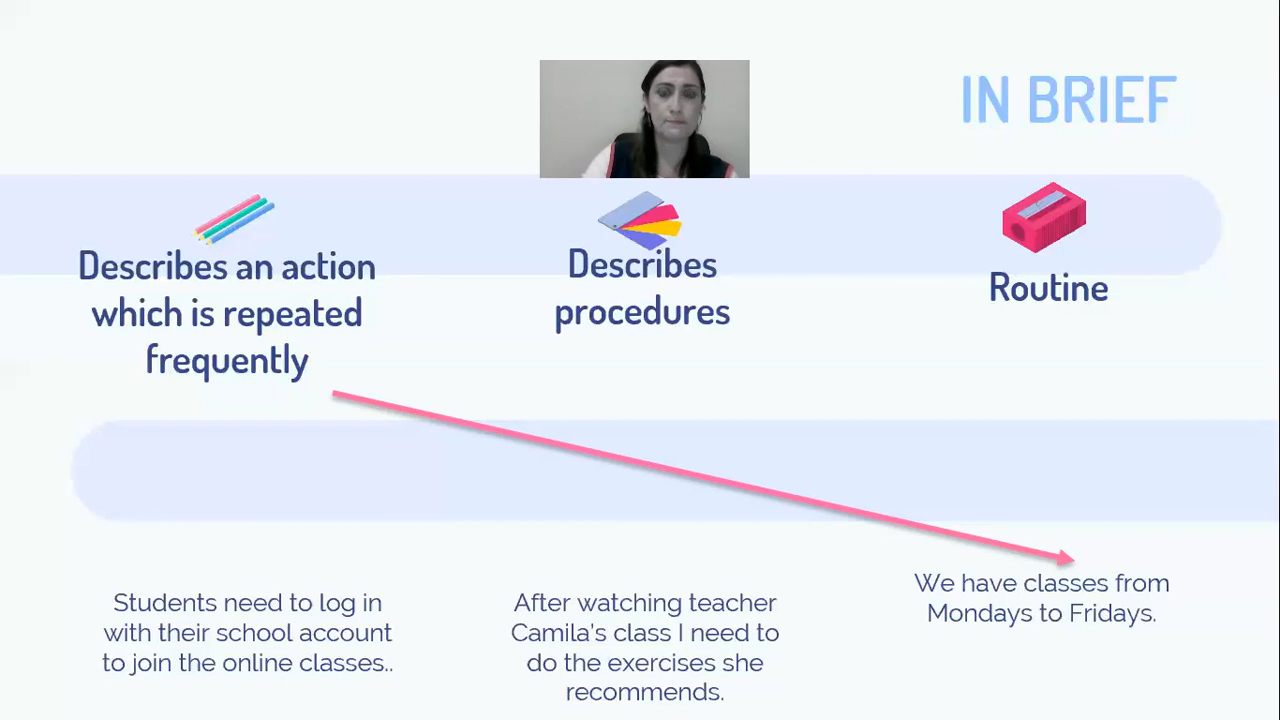 IN BRIEF
Describes an action
which is repeated
frequently
Describes
procedures
Routine
Students need to log in
with their school account
to join the online classes..
After watching teacher
Camila's class I need to
do the exercises she
recommends.
We have classes from
Mondays to Fridays.